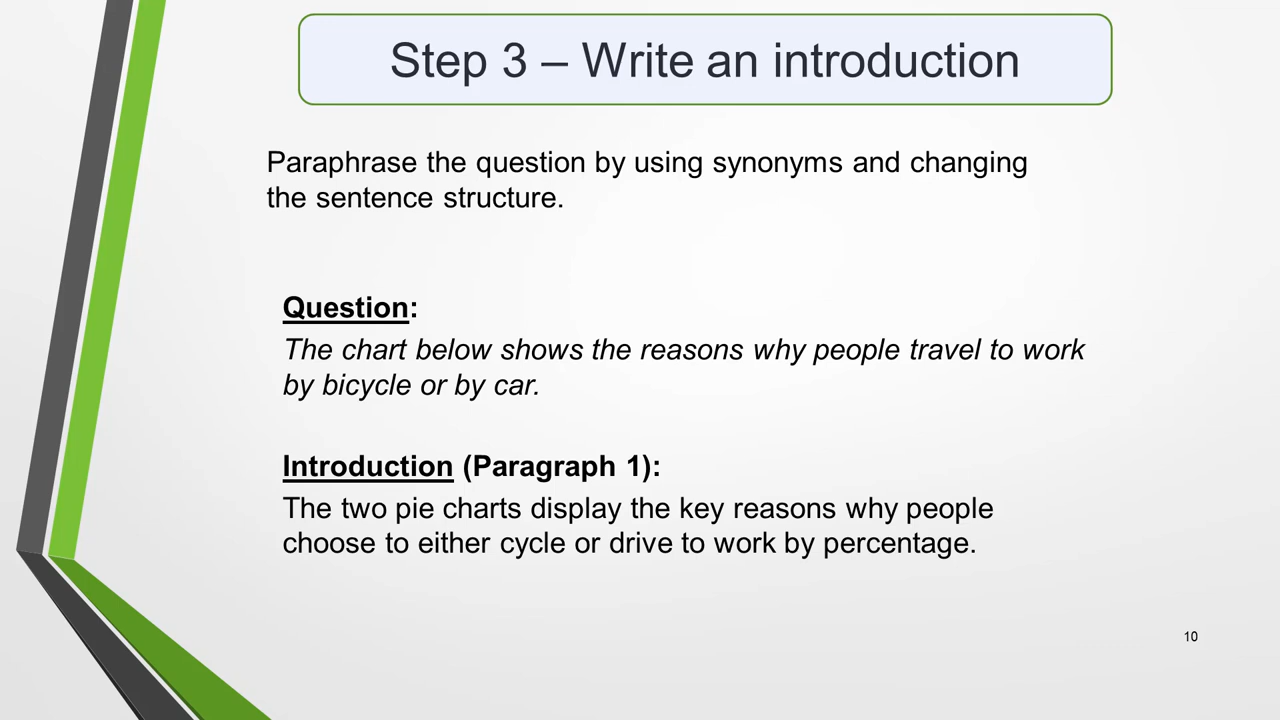 Step 3 – Write an introduction
Paraphrase the question by using synonyms and changing
the sentence structure.
Question:
The chart below shows the reasons why people travel to work
by bicycle or by car.
Introduction (Paragraph 1):
The two pie charts display the key reasons why people
choose to either cycle or drive to work by percentage.
10